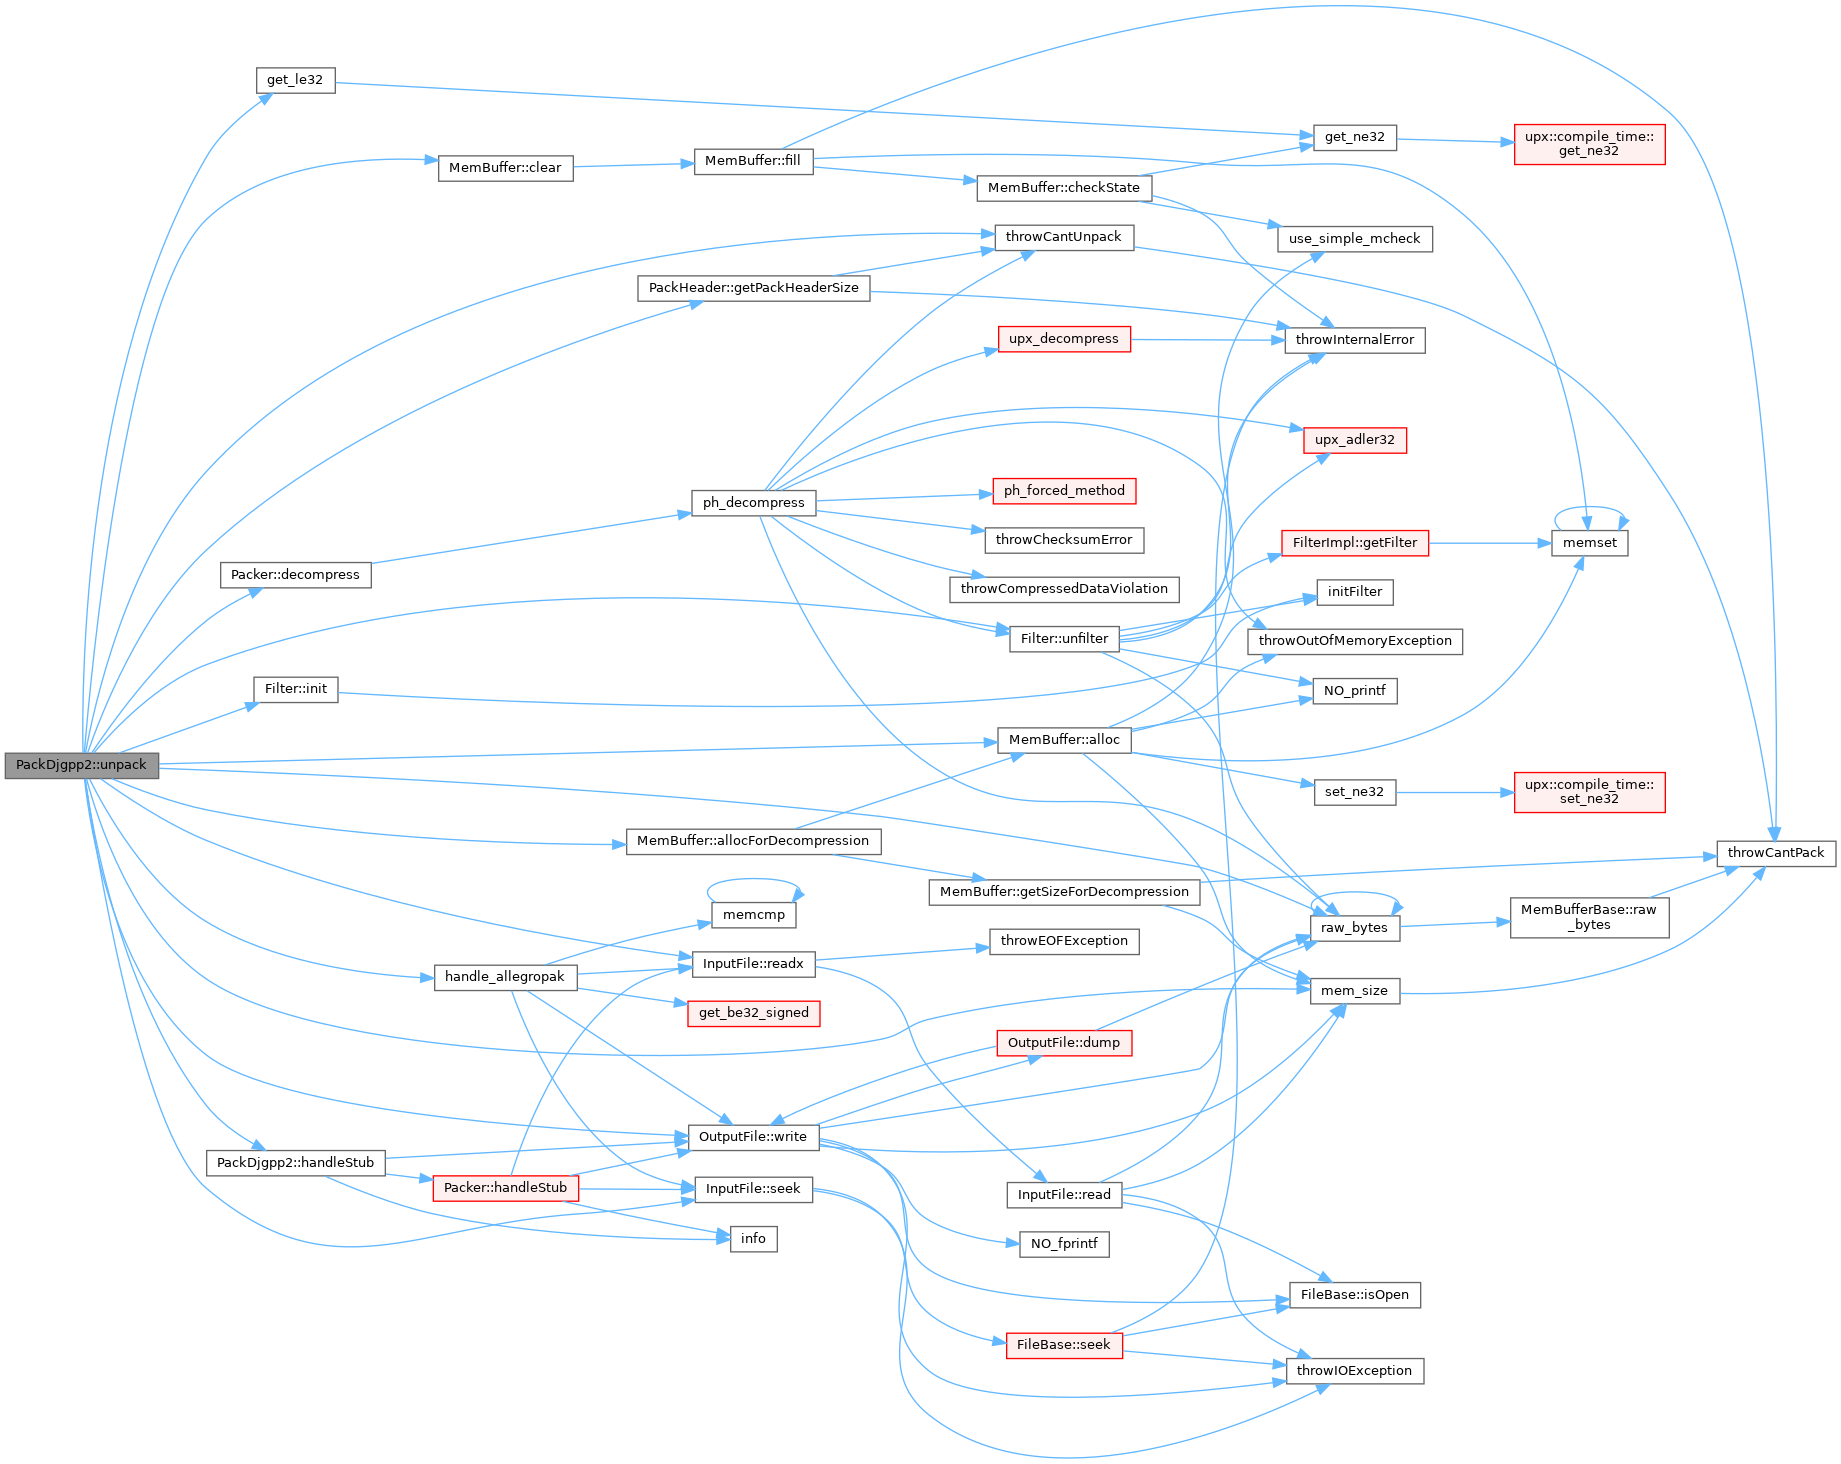 get_le32
get_ne32
upx::compile_time::
get_ne32
MemBuffer::clear
MemBuffer::fill
MemBuffer::checkState
throwCantUnpack
use_simple_mcheck
PackHeader::getPackHeaderSize
upx_decompress
throwInternalError
upx_adler32
ph_decompress
ph_forced_method
throwChecksumError
FilterImpl::getFilter
memset
Packer::decompress
throwCompressedDataViolation
initFilter
Filter::unfilter
throwOutOfMemoryException
Filter::init
NO_printf
PackDjgpp2::unpack
MemBuffer::alloc
set_ne32
upx::compile_time::
set_ne32
MemBuffer::allocForDecompression
throwCantPack
MemBuffer::getSizeForDecompression
memcmp
raw_bytes
MemBufferBase::raw
_bytes
throwEOFException
handle_allegropak
InputFile::readx
mem_size
get_be32_signed
OutputFile::dump
OutputFile::write
PackDjgpp2::handleStub
Packer::handleStub
InputFile::seek
InputFile::read
info
NO_fprintf
FileBase::isOpen
FileBase::seek
throwIOException